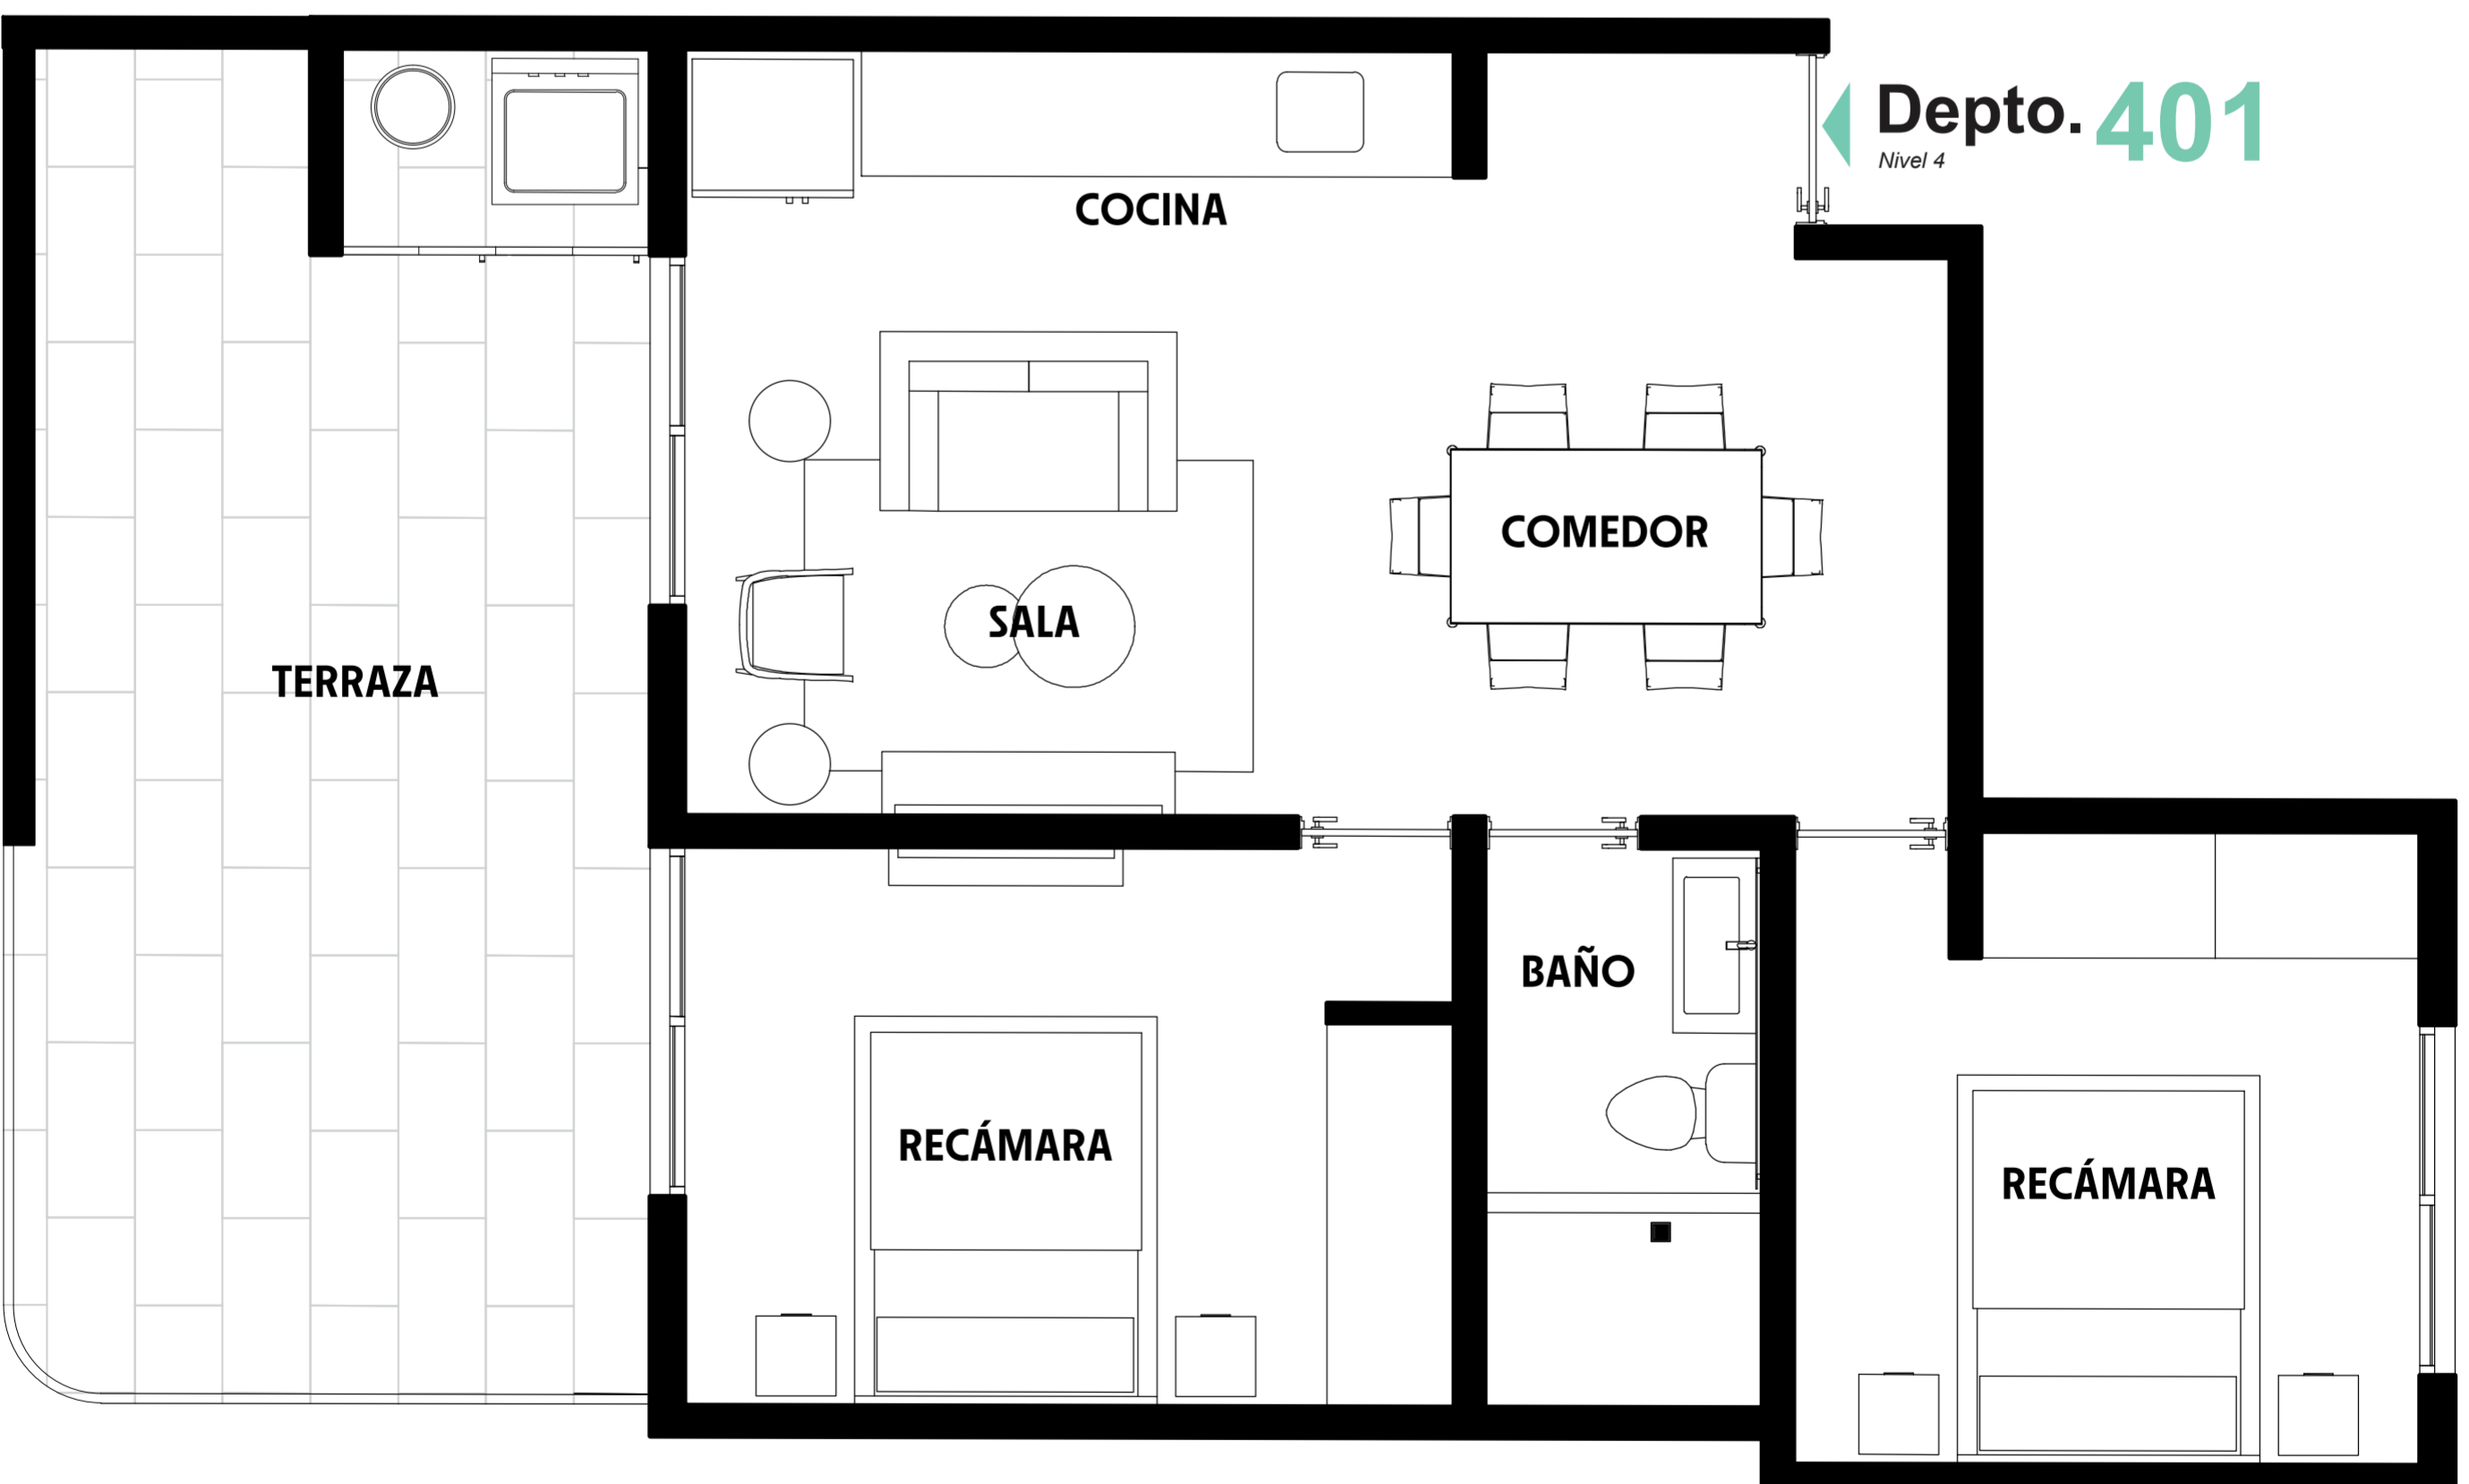 Depto. 401
Nivel 4
COCINA
COMEDOR
SALA
TERRAZA
BAÑO
RECÁMARA
RECÁMARA